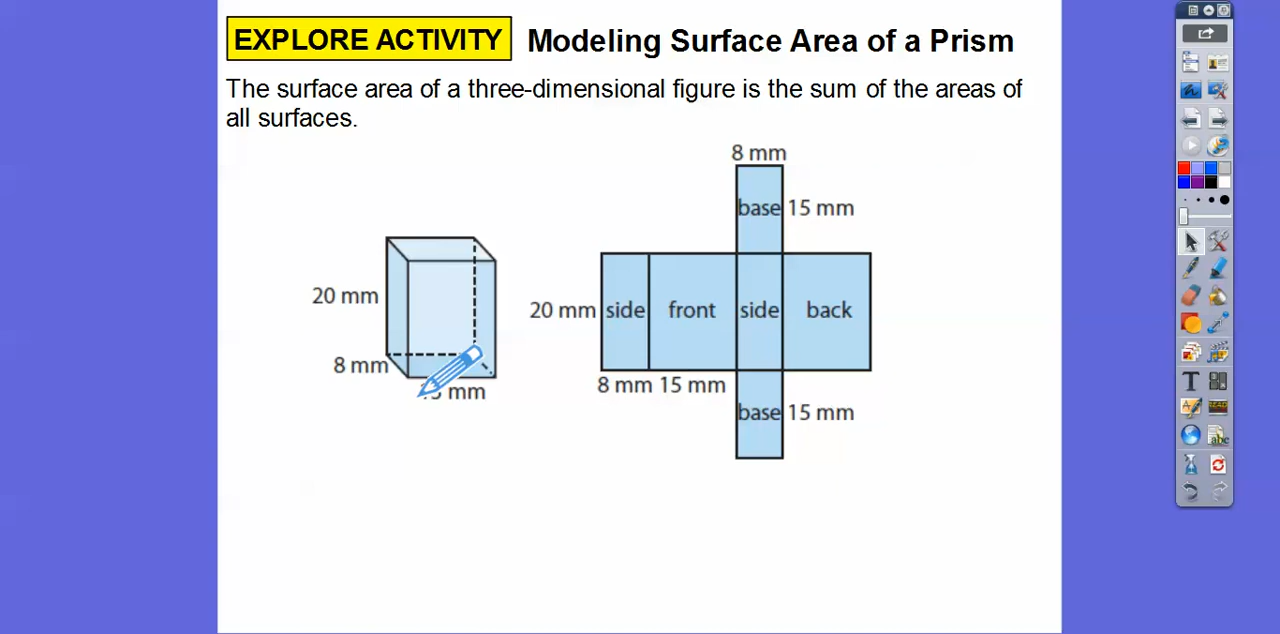 EXPLORE ACTIVITY Modeling Surface Area of a Prism
The surface area of a three-dimensional figure is the sum of the areas of
all surfaces.
8 mm
base 15 mm
20 mm
20 mm side front side back
8 mm
mm
8 mm 15 mm
base 15 mm
T
abc